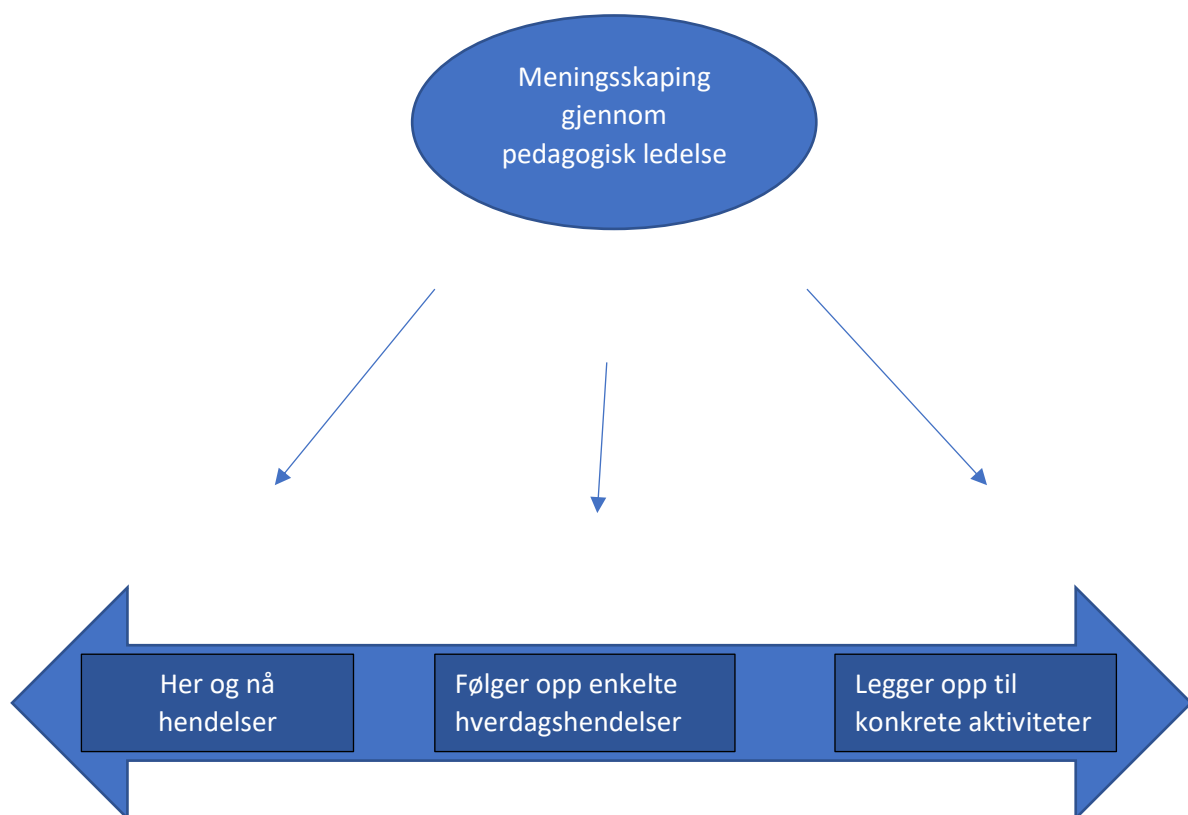 Meningsskaping
gjennom
pedagogisk ledelse
Her og nå
hendelser
Følger opp enkelte
hverdagshendelser
Legger opp til
konkrete aktiviteter